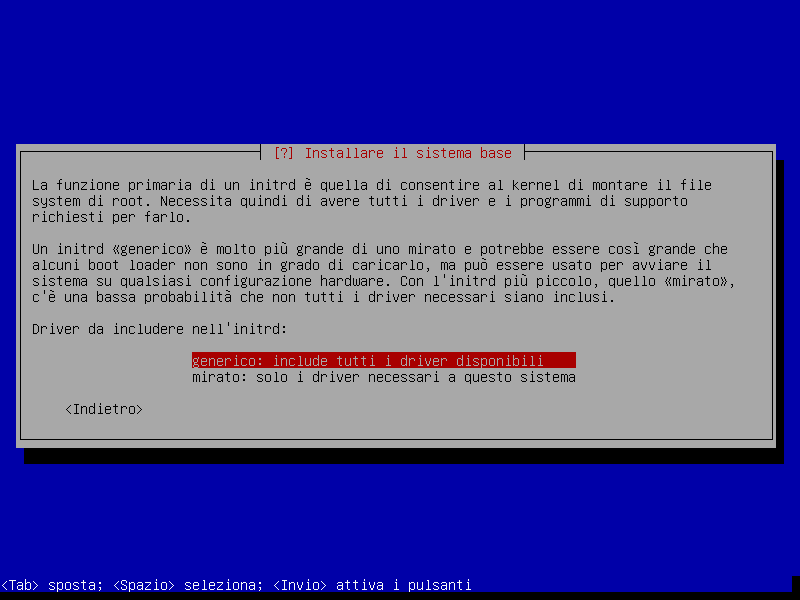 [?] Installare il sistema base
La funzione primaria di un initrd è quella di consentire al kernel di montare il file
system di root. Necessita quindi di avere tutti i driver e i programmi di supporto
richiesti per farlo.
Un initrd «generico» è molto più grande di uno mirato e potrebbe essere così grande che
alcuni boot loader non sono in grado di caricarlo, ma può essere usato per avviare il
sistema su qualsiasi configurazione hardware. Con l'initrd più piccolo, quello «mirato»,
c'è una bassa probabilità che non tutti i driver necessari siano inclusi.
Driver da includere nell'initrd:
generico: include tutti i driver disponibili
mirato: solo i driver necessari a questo sistema
<Indietro>
<Tab> sposta; <Spazio> seleziona; <Invio> attiva i pulsanti